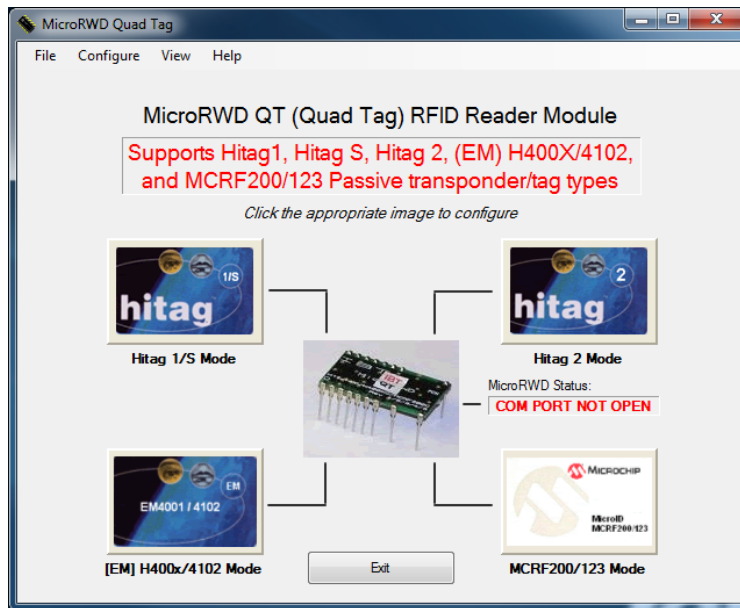 MicroRWD Quad Tag
File Configure View Help
MicroRWD QT (Quad Tag) RFID Reader Module
Supports Hitag1, Hitag S, Hitag 2, (EM) H400X/4102,
and MCRF200/123 Passive transponder/tag types
Click the appropriate image to configure
1/S
hitag
Hitag 1/S Mode
2
hitag
Hitag 2 Mode
QT
MicroRWD Status:
COM PORT NOT OPEN
EM
EM4001 / 4102
[EM] H400x/4102 Mode
MICROCHIP
MicroID
MCRF200/123
MCRF200/123 Mode
Exit